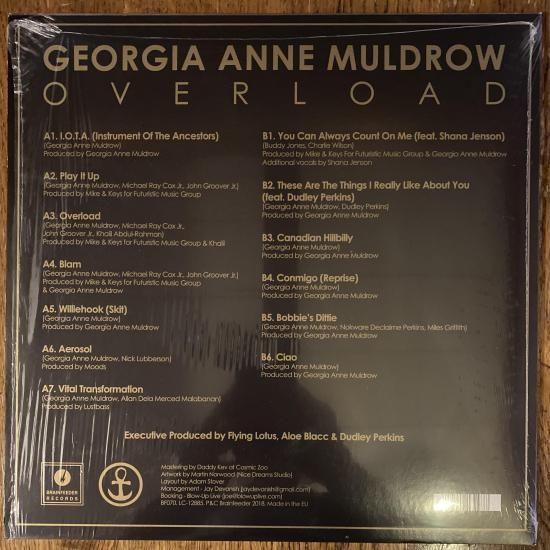 GEORGIA ANNE MULDROW
OVERLOAD
A1. I.O.T.A. (Instrument Of The Ancestors)
(Georgia Anne Muldrow)
Produced by Georgia Anne Muldrow
A2. Play It Up
(Georgia Anne Muldrow, Michael Ray Cox Jr., John Groover Jr.)
Produced by Mike & Keys for Futuristic Music Group
A3. Overload
(Georgia Anne Muldrow, Michael Ray Cox Jr.,
John Groover Jr., Khalil Abdul-Rahman)
Produced by Mike & Keys for Futuristic Music Group & Khalil
A4. Blam
(Georgia Anne Muldrow, Michael Ray Cox Jr., John Groover Jr.)
Produced by Mike & Keys for Futuristic Music Group
& Georgia Anne Muldrow
A5. Williehook (Skit)
(Georgia Anne Muldrow)
Produced by Georgia Anne Muldrow
A6. Aerosol
(Georgia Anne Muldrow, Nick Lubberson)
Produced by Moods
A7. Vital Transformation
(Georgia Anne Muldrow, Allan Dela Merced Malabanan)
Produced by Lustbass
B1. You Can Always Count On Me (feat. Shana Jenson)
(Buddy Jones, Charlie Wilson)
Produced by Mike & Keys For Futuristic Music Group & Georgia Anne Muldrow
Additional vocals by Shana Jenson
B2. These Are The Things I Really Like About You
(feat. Dudley Perkins)
(Georgia Anne Muldrow, Dudley Perkins)
Produced by Georgia Anne Muldrow
B3. Canadian Hillbilly
(Georgia Anne Muldrow)
Produced by Georgia Anne Muldrow
B4. Conmigo (Reprise)
(Georgia Anne Muldrow)
Produced by Georgia Anne Muldrow
B5. Bobbie's Dittie
(Georgia Anne Muldrow, Nokware Declaime Perkins, Miles Griffith)
Produced by Georgia Anne Muldrow
B6. Ciao
(Georgia Anne Muldrow)
Produced by Georgia Anne Muldrow
Executive Produced by Flying Lotus, Aloe Blacc & Dudley Perkins
BRAINFEEDER
RECORDS
Mastering by Daddy Kev at Cosmic Zoo
Artwork by Martin Norwood (Nice Dreams Studio)
Layout by Adam Stover
Management - Jay Devonish (jaydevonish@gmail.com)
Booking - Blow-Up Live (joe@blowuplive.com)
BF070. LC-12885. P&C Brainfeeder 2018. Made in the EU